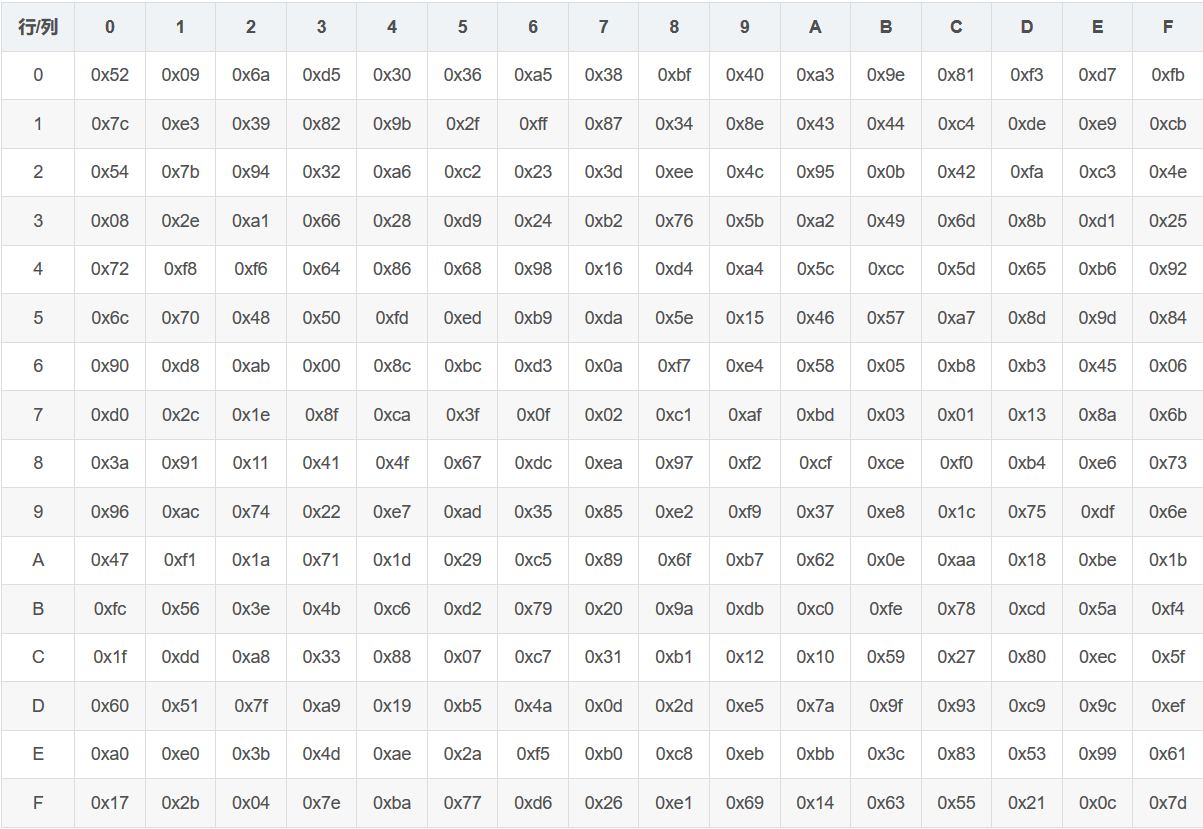 行/列 0 1 2 3 4 5 6 7 8 9 A B C D E F
0 0x52 0x09 0x6a 0xd5 0x30 0x36 0xa5 0x38 0xbf 0x40 0xa3 0x9e 0x81 0xf3 0xd7 0xfb
1 0x7c 0xe3 0x39 0x82 0x9b 0x2f 0xff 0x87 0x34 0x8e 0x43 0x44 0xc4 0xde 0xe9 0xcb
2 0x54 0x7b 0x94 0x32 0xa6 0xc2 0x23 0x3d 0xee 0x4c 0x95 0x0b 0x42 0xfa 0xc3 0x4e
3 0x08 0x2e 0xa1 0x66 0x28 0xd9 0x24 0xb2 0x76 0x5b 0xa2 0x49 0x6d 0x8b 0xd1 0x25
4 0x72 0xf8 0xf6 0x64 0x86 0x68 0x98 0x16 0xd4 0xa4 0x5c 0xcc 0x5d 0x65 0xb6 0x92
5 0x6c 0x70 0x48 0x50 0xfd 0xed 0xb9 0xda 0x5e 0x15 0x46 0x57 0xa7 0x8d 0x9d 0x84
6 0x90 0xd8 0xab 0x00 0x8c 0xbc 0xd3 0x0a 0xf7 0xe4 0x58 0x05 0xb8 0xb3 0x45 0x06
7 0xd0 0x2c 0x1e 0x8f 0xca 0x3f 0x0f 0x02 0xc1 0xaf 0xbd 0x03 0x01 0x13 0x8a 0x6b
8 0x3a 0x91 0x11 0x41 0x4f 0x67 0xdc 0xea 0x97 0xf2 0xcf 0xce 0xf0 0xb4 0xe6 0x73
9 0x96 0xac 0x74 0x22 0xe7 0xad 0x35 0x85 0xe2 0xf9 0x37 0xe8 0x1c 0x75 0xdf 0x6e
A 0x47 0xf1 0x1a 0x71 0x1d 0x29 0xc5 0x89 0x6f 0xb7 0x62 0x0e 0xaa 0x18 0xbe 0x1b
B 0xfc 0x56 0x3e 0x4b 0xc6 0xd2 0x79 0x20 0x9a 0xdb 0xc0 0xfe 0x78 0xcd 0x5a 0xf4
C 0x1f 0xdd 0xa8 0x33 0x88 0x07 0xc7 0x31 0xb1 0x12 0x10 0x59 0x27 0x80 0xec 0x5f
D 0x60 0x51 0x7f 0xa9 0x19 0xb5 0x4a 0x0d 0x2d 0xe5 0x7a 0x9f 0x93 0xc9 0x9c 0xef
E 0xa0 0xe0 0x3b 0x4d 0xae 0x2a 0xf5 0xb0 0xc8 0xeb 0xbb 0x3c 0x83 0x53 0x99 0x61
F 0x17 0x2b 0x04 0x7e 0xba 0x77 0xd6 0x26 0xe1 0x69 0x14 0x63 0x55 0x21 0x0c 0x7d